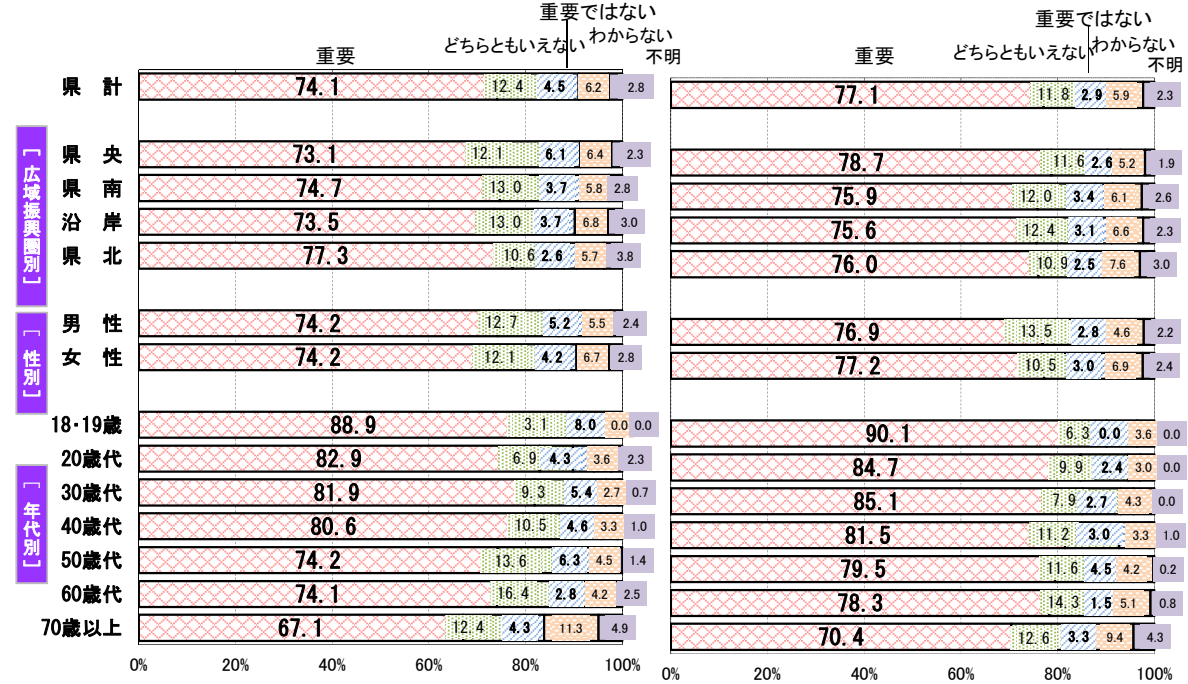 重要ではない
どちらともいえない わからない
重要 不明
重要ではない
どちらともいえない わからない
重要 不明
県 計 74.1 12.4 4.5 6.2 2.8 77.1 11.8 2.9 5.9 2.3
[広域振興圏別]
県 央 73.1 12.1 6.1 6.4 2.3 78.7 11.6 2.6 5.2 1.9
県 南 74.7 13.0 3.7 5.8 2.8 75.9 12.0 3.4 6.1 2.6
沿 岸 73.5 13.0 3.7 6.8 3.0 75.6 12.4 3.1 6.6 2.3
県 北 77.3 10.6 2.6 5.7 3.8 76.0 10.9 2.5 7.6 3.0
[性別]
男 性 74.2 12.7 5.2 5.5 2.4 76.9 13.5 2.8 4.6 2.2
女 性 74.2 12.1 4.2 6.7 2.8 77.2 10.5 3.0 6.9 2.4
[年代別]
18・19歳 88.9 3.1 8.0 0.0 0.0 90.1 6.3 0.0 3.6 0.0
20歳代 82.9 6.9 4.3 3.6 2.3 84.7 9.9 2.4 3.0 0.0
30歳代 81.9 9.3 5.4 2.7 0.7 85.1 7.9 2.7 4.3 0.0
40歳代 80.6 10.5 4.6 3.3 1.0 81.5 11.2 3.0 3.3 1.0
50歳代 74.2 13.6 6.3 4.5 1.4 79.5 11.6 4.5 4.2 0.2
60歳代 74.1 16.4 2.8 4.2 2.5 78.3 14.3 1.5 5.1 0.8
70歳以上 67.1 12.4 4.3 11.3 4.9 70.4 12.6 3.3 9.4 4.3
0% 20% 40% 60% 80% 100% 0% 20% 40% 60% 80% 100%